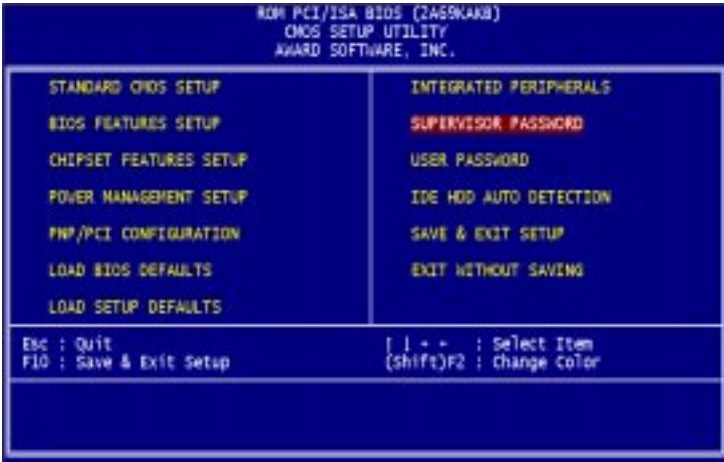 ROM PCI/ISA BIOS (2A69KAKB)
CMOS SETUP UTILITY
AWARD SOFTWARE, INC.
STANDARD CMOS SETUP
BIOS FEATURES SETUP
CHIPSET FEATURES SETUP
POWER MANAGEMENT SETUP
PNP/PCI CONFIGURATION
LOAD BIOS DEFAULTS
LOAD SETUP DEFAULTS
INTEGRATED PERIPHERALS
SUPERVISOR PASSWORD
USER PASSWORD
IDE HDD AUTO DETECTION
SAVE & EXIT SETUP
EXIT WITHOUT SAVING
Esc : Quit
F10 : Save & Exit Setup
: Select Item
(Shift)F2 : Change Color